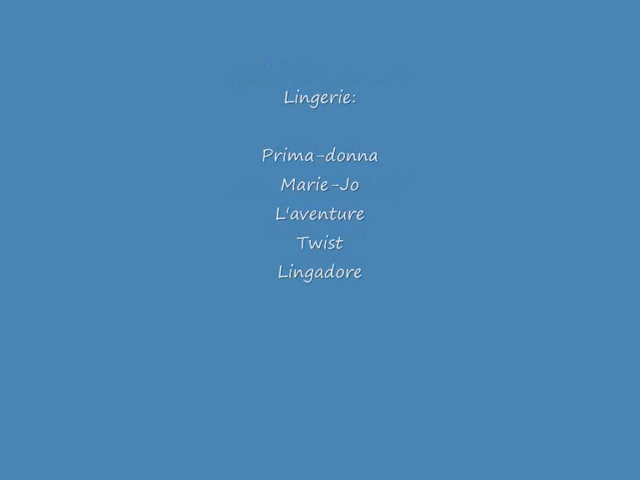 Lingerie:
Prima-donna
Marie-Jo
L'aventure
Twist
Lingadore